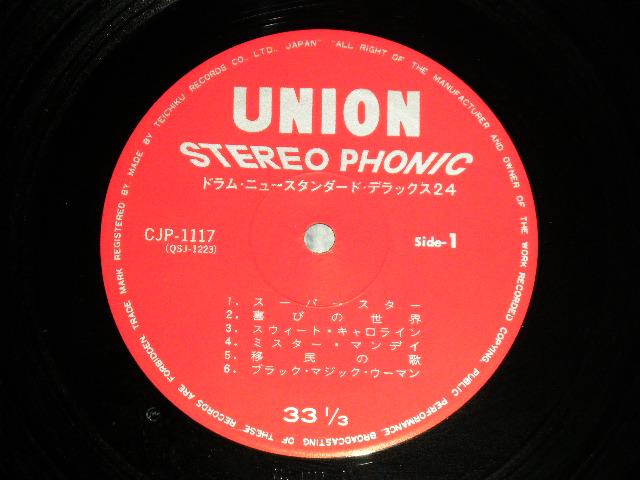 TRADE MARK REGISTERED BY MADE BY TEICHIKU RECORDS CO., LTD., JAPAN" "ALL RIGHT OF THE MANUFACTURER AND OWNER OF THE WORK RECORDED COPYING, PUBLIC PERFORMANCE, BROADCASTING OF THESE RECORDS ARE FORBIDDEN.
UNION
STEREO PHONIC
ドラム・ニュースタンダード・デラックス24
CJP-1117
(QSJ-1223)
Side-1
1. スーパー・スター
2. 喜びの世界
3. スウィート・キャロライン
4. ミスター・マンデイ
5. 移民の歌
6. ブラック・マジック・ウーマン
33 1/3